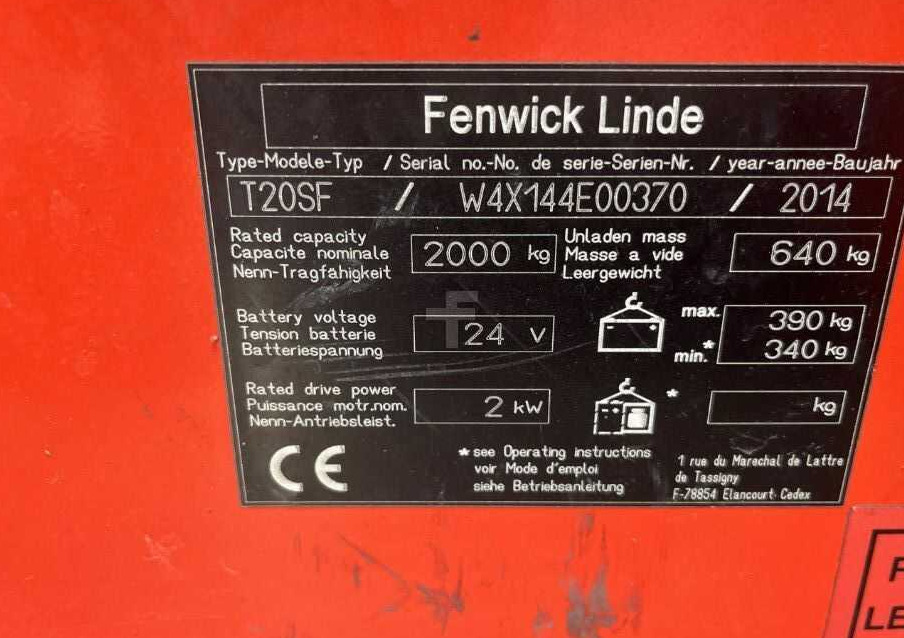 Fenwick Linde
Type-Modele-Typ / Serial no.-No. de serie-Serien-Nr. / year-annee-Baujahr
T20SF / W4X144E00370 / 2014
Rated capacity
Capacite nominale
Nenn-Tragfähigkeit
2000 kg
Unladen mass
Masse a vide
Leergewicht
640 kg
Battery voltage
Tension batterie
Batteriespannung
24 V
max. 390 kg
min.* 340 kg
Rated drive power
Puissance motr.nom.
Nenn-Antriebsleist.
2 kW
* kg
CE
* see Operating instructions
voir Mode d'emploi
siehe Betriebsanleitung
1 rue du Marechal de Lattre
de Tassigny
F-78854 Elancourt Cedex
LE